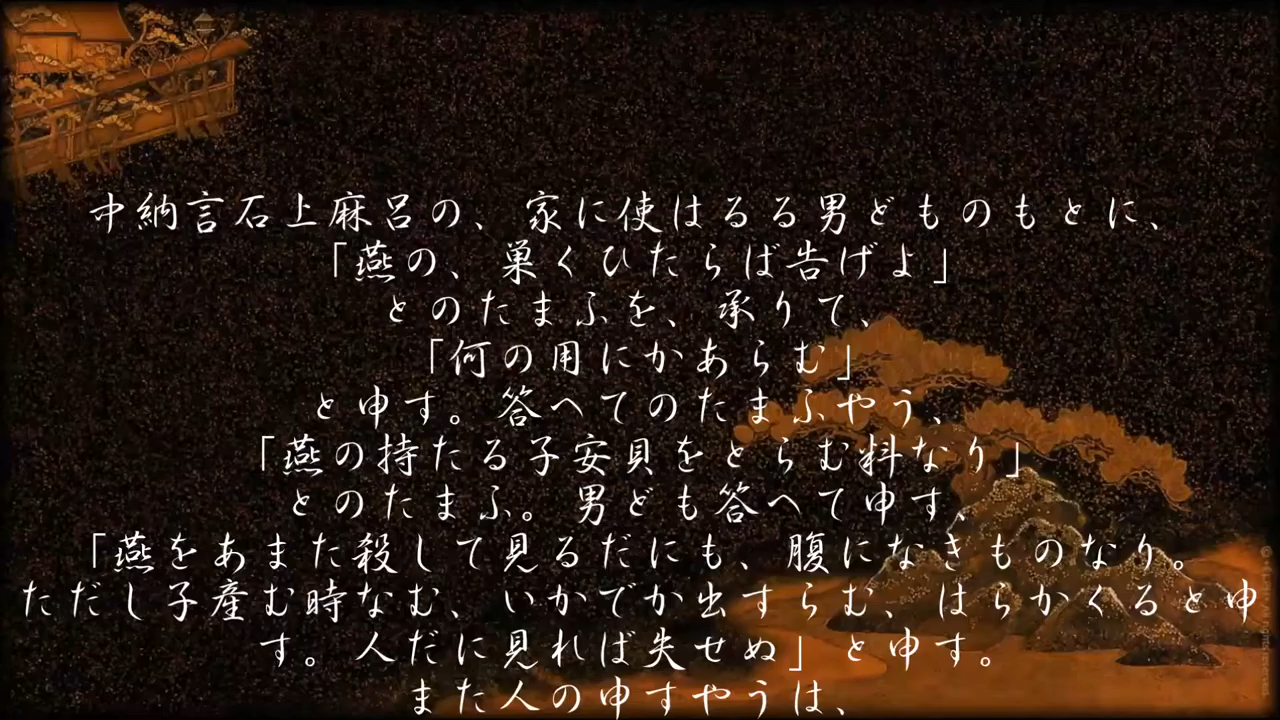 中納言石上麻呂の、家に使はるる男どものもとに、
「燕の、巣くひたらば告げよ」
とのたまふを、承りて、
「何の用にかあらむ」
と申す。答へてのたまふやう、
「燕の持たる子安貝をとらむ料なり」
とのたまふ。男ども答へて申す、
「燕をあまた殺して見るだにも、腹になきものなり。
ただし子産む時なむ、いかでか出すらむ、はらかくると申
す。人だに見れば失せぬ」と申す。
また人の申すやうは、